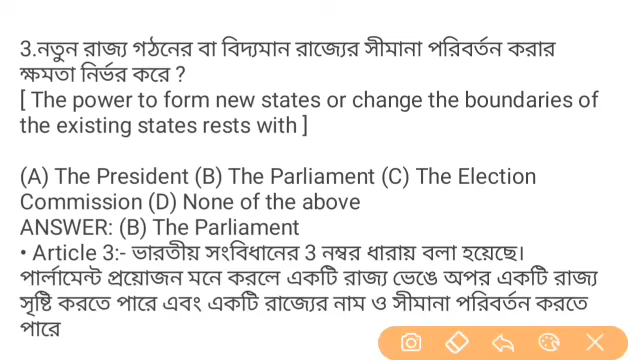 3.নতুন রাজ্য গঠনের বা বিদ্যমান রাজ্যের সীমানা পরিবর্তন করার
ক্ষমতা নির্ভর করে ?
[ The power to form new states or change the boundaries of
the existing states rests with ]
(A) The President (B) The Parliament (C) The Election
Commission (D) None of the above
ANSWER: (B) The Parliament
• Article 3:- ভারতীয় সংবিধানের 3 নম্বর ধারায় বলা হয়েছে।
পার্লামেন্ট প্রয়োজন মনে করলে একটি রাজ্য ভেঙে অপর একটি রাজ্য
সৃষ্টি করতে পারে এবং একটি রাজ্যের নাম ও সীমানা পরিবর্তন করতে
পারে